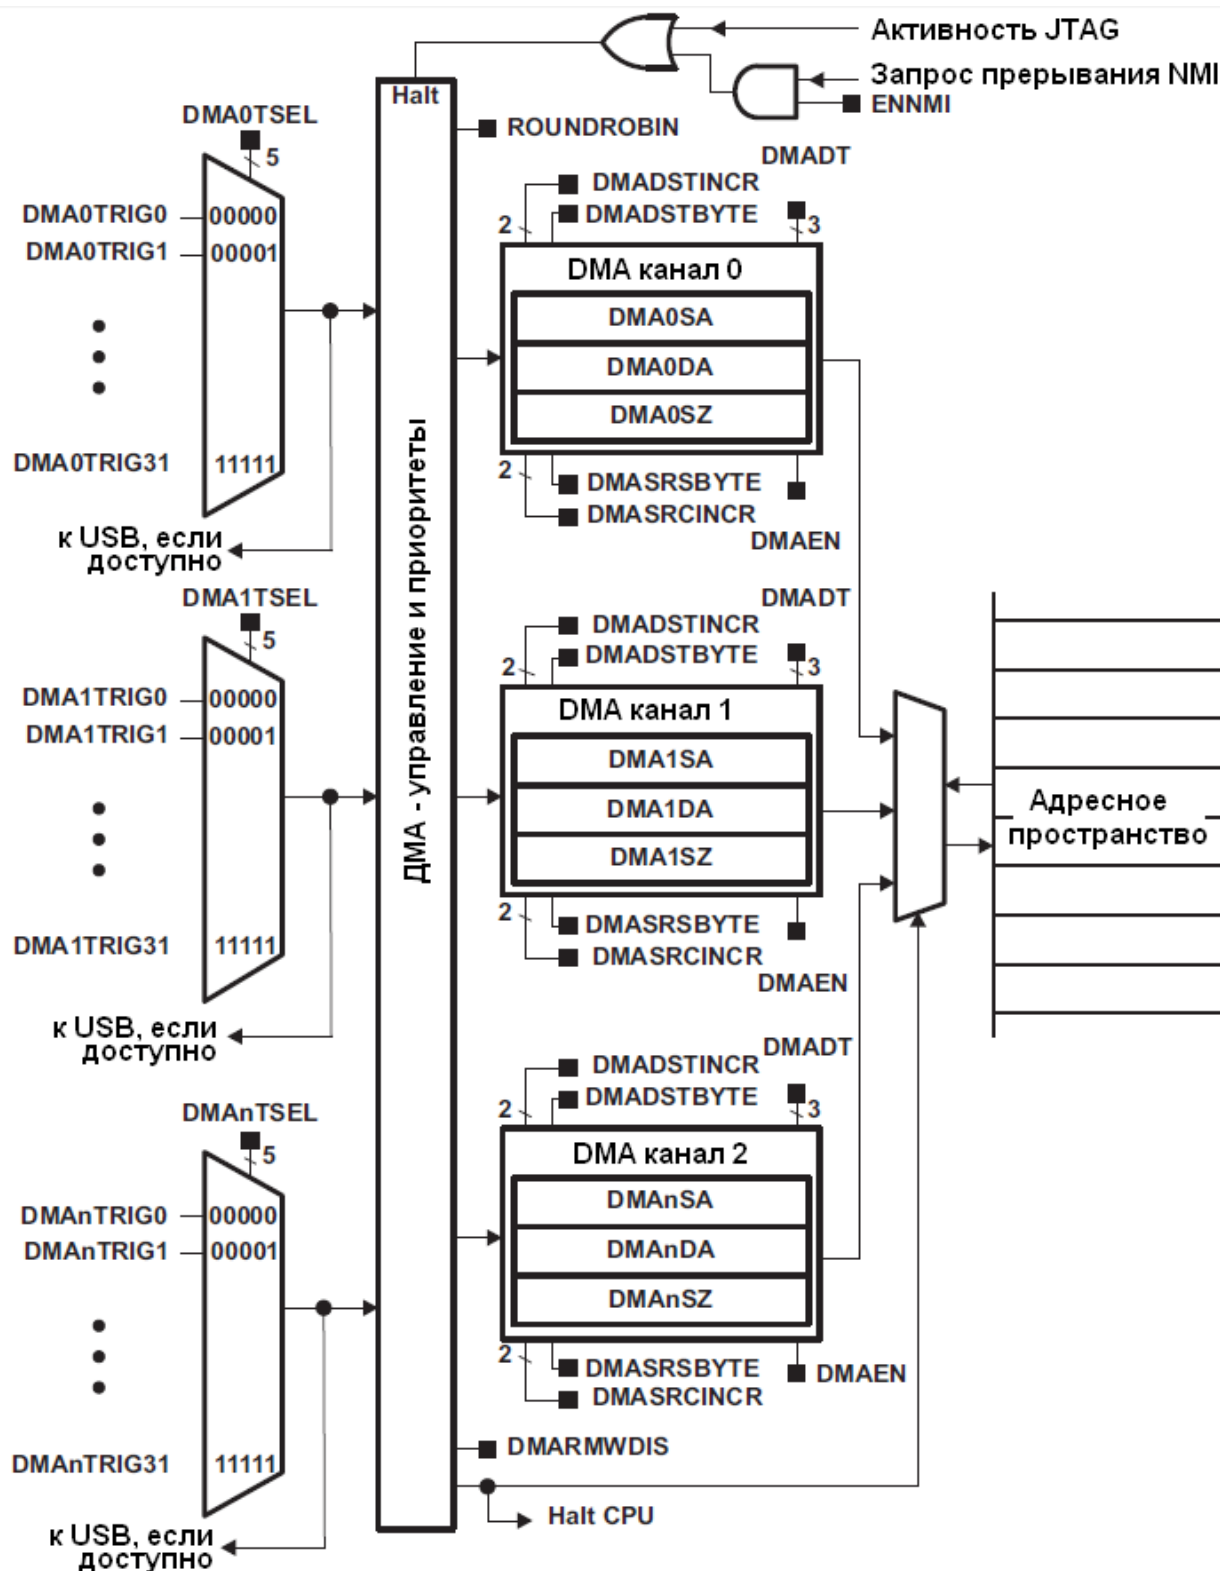 Активность JTAG
Запрос прерывания NMI
ENNMI
Halt
ROUNDROBIN
DMA0TSEL
5
DMA0TRIG0
00000
DMA0TRIG1
00001
DMA0TRIG31
11111
к USB, если
доступно
DMADT
DMADSTINCR
DMADSTBYTE
2
3
DMA канал 0
DMA0SA
DMA0DA
DMA0SZ
2
DMASRSBYTE
DMASRCINCR
DMAEN
ДМА - управление и приоритеты
DMA1TSEL
5
DMA1TRIG0
00000
DMA1TRIG1
00001
DMA1TRIG31
11111
к USB, если
доступно
DMADT
DMADSTINCR
DMADSTBYTE
2
3
DMA канал 1
DMA1SA
DMA1DA
DMA1SZ
2
DMASRSBYTE
DMASRCINCR
DMAEN
Адресное
пространство
DMAnTSEL
5
DMAnTRIG0
00000
DMAnTRIG1
00001
DMAnTRIG31
11111
к USB, если
доступно
DMADT
DMADSTINCR
DMADSTBYTE
2
3
DMA канал 2
DMAnSA
DMAnDA
DMAnSZ
2
DMASRSBYTE
DMASRCINCR
DMAEN
DMARMWDIS
Halt CPU